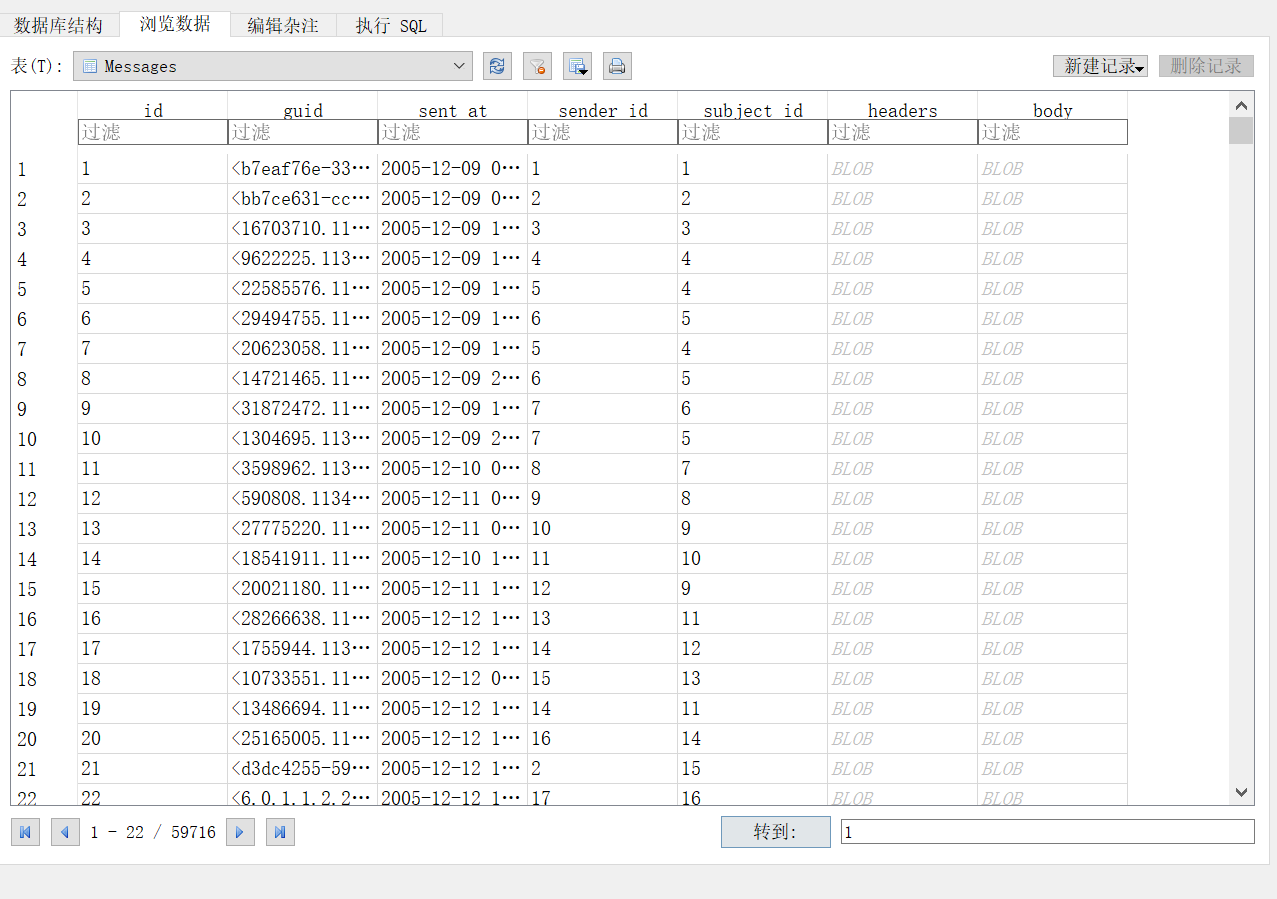 数据库结构 浏览数据 编辑杂注 执行 SQL
表(T): Messages 新建记录 删除记录
id guid sent_at sender_id subject_id headers body
过滤 过滤 过滤 过滤 过滤 过滤 过滤
1 1 <b7eaf76e-33… 2005-12-09 0… 1 1 BLOB BLOB
2 2 <bb7ce631-cc… 2005-12-09 0… 2 2 BLOB BLOB
3 3 <16703710.11… 2005-12-09 1… 3 3 BLOB BLOB
4 4 <9622225.113… 2005-12-09 1… 4 4 BLOB BLOB
5 5 <22585576.11… 2005-12-09 1… 5 4 BLOB BLOB
6 6 <29494755.11… 2005-12-09 1… 6 5 BLOB BLOB
7 7 <20623058.11… 2005-12-09 1… 5 4 BLOB BLOB
8 8 <14721465.11… 2005-12-09 2… 6 5 BLOB BLOB
9 9 <31872472.11… 2005-12-09 1… 7 6 BLOB BLOB
10 10 <1304695.113… 2005-12-09 2… 7 5 BLOB BLOB
11 11 <3598962.113… 2005-12-10 0… 8 7 BLOB BLOB
12 12 <590808.1134… 2005-12-11 0… 9 8 BLOB BLOB
13 13 <27775220.11… 2005-12-11 0… 10 9 BLOB BLOB
14 14 <18541911.11… 2005-12-10 1… 11 10 BLOB BLOB
15 15 <20021180.11… 2005-12-11 1… 12 9 BLOB BLOB
16 16 <28266638.11… 2005-12-12 1… 13 11 BLOB BLOB
17 17 <1755944.113… 2005-12-12 1… 14 12 BLOB BLOB
18 18 <10733551.11… 2005-12-12 0… 15 13 BLOB BLOB
19 19 <13486694.11… 2005-12-12 1… 14 11 BLOB BLOB
20 20 <25165005.11… 2005-12-12 1… 16 14 BLOB BLOB
21 21 <d3dc4255-59… 2005-12-12 1… 2 15 BLOB BLOB
22 22 <6.0.1.1.2.2… 2005-12-12 1… 17 16 BLOB BLOB
1 - 22 / 59716 转到: 1